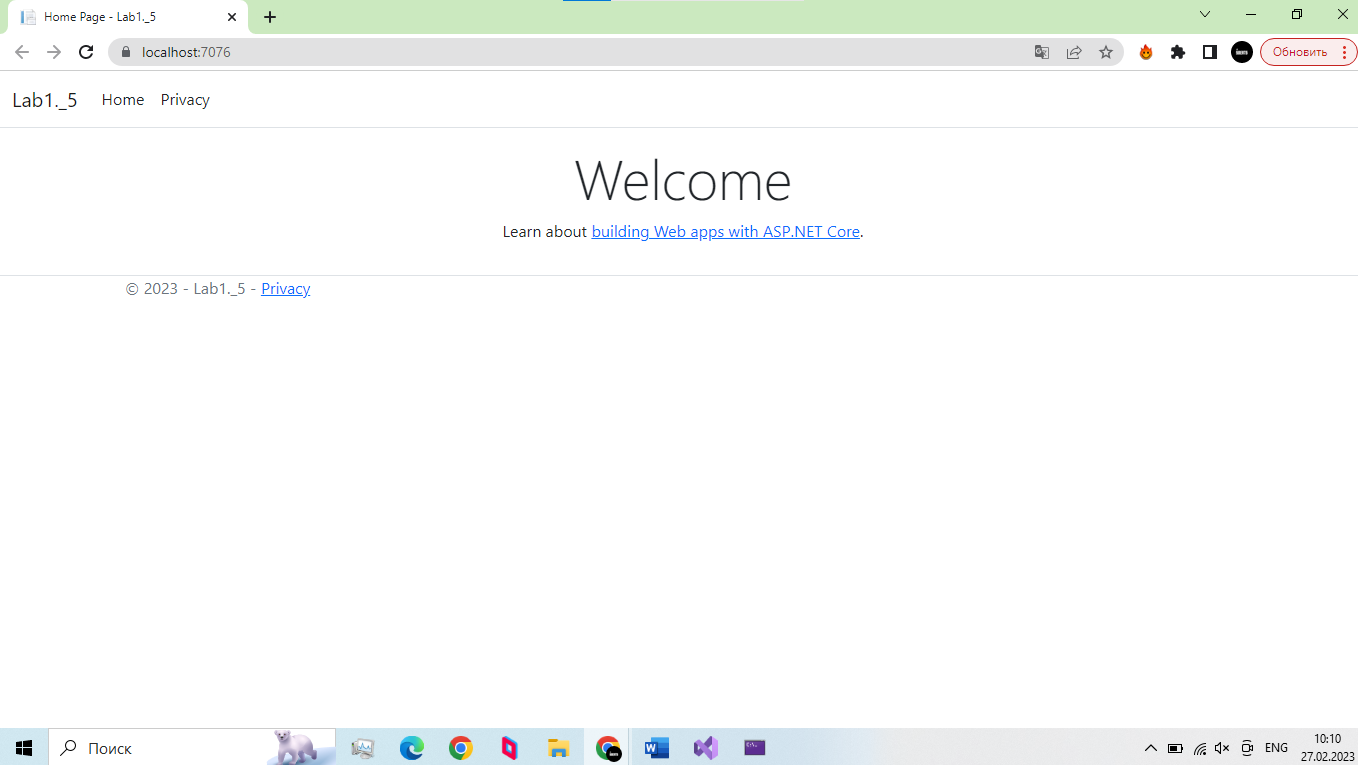 Home Page - Lab1._5
localhost:7076
Обновить
Lab1._5 Home Privacy
Welcome
Learn about building Web apps with ASP.NET Core.
© 2023 - Lab1._5 - Privacy
Поиск
ENG
10:10
27.02.2023